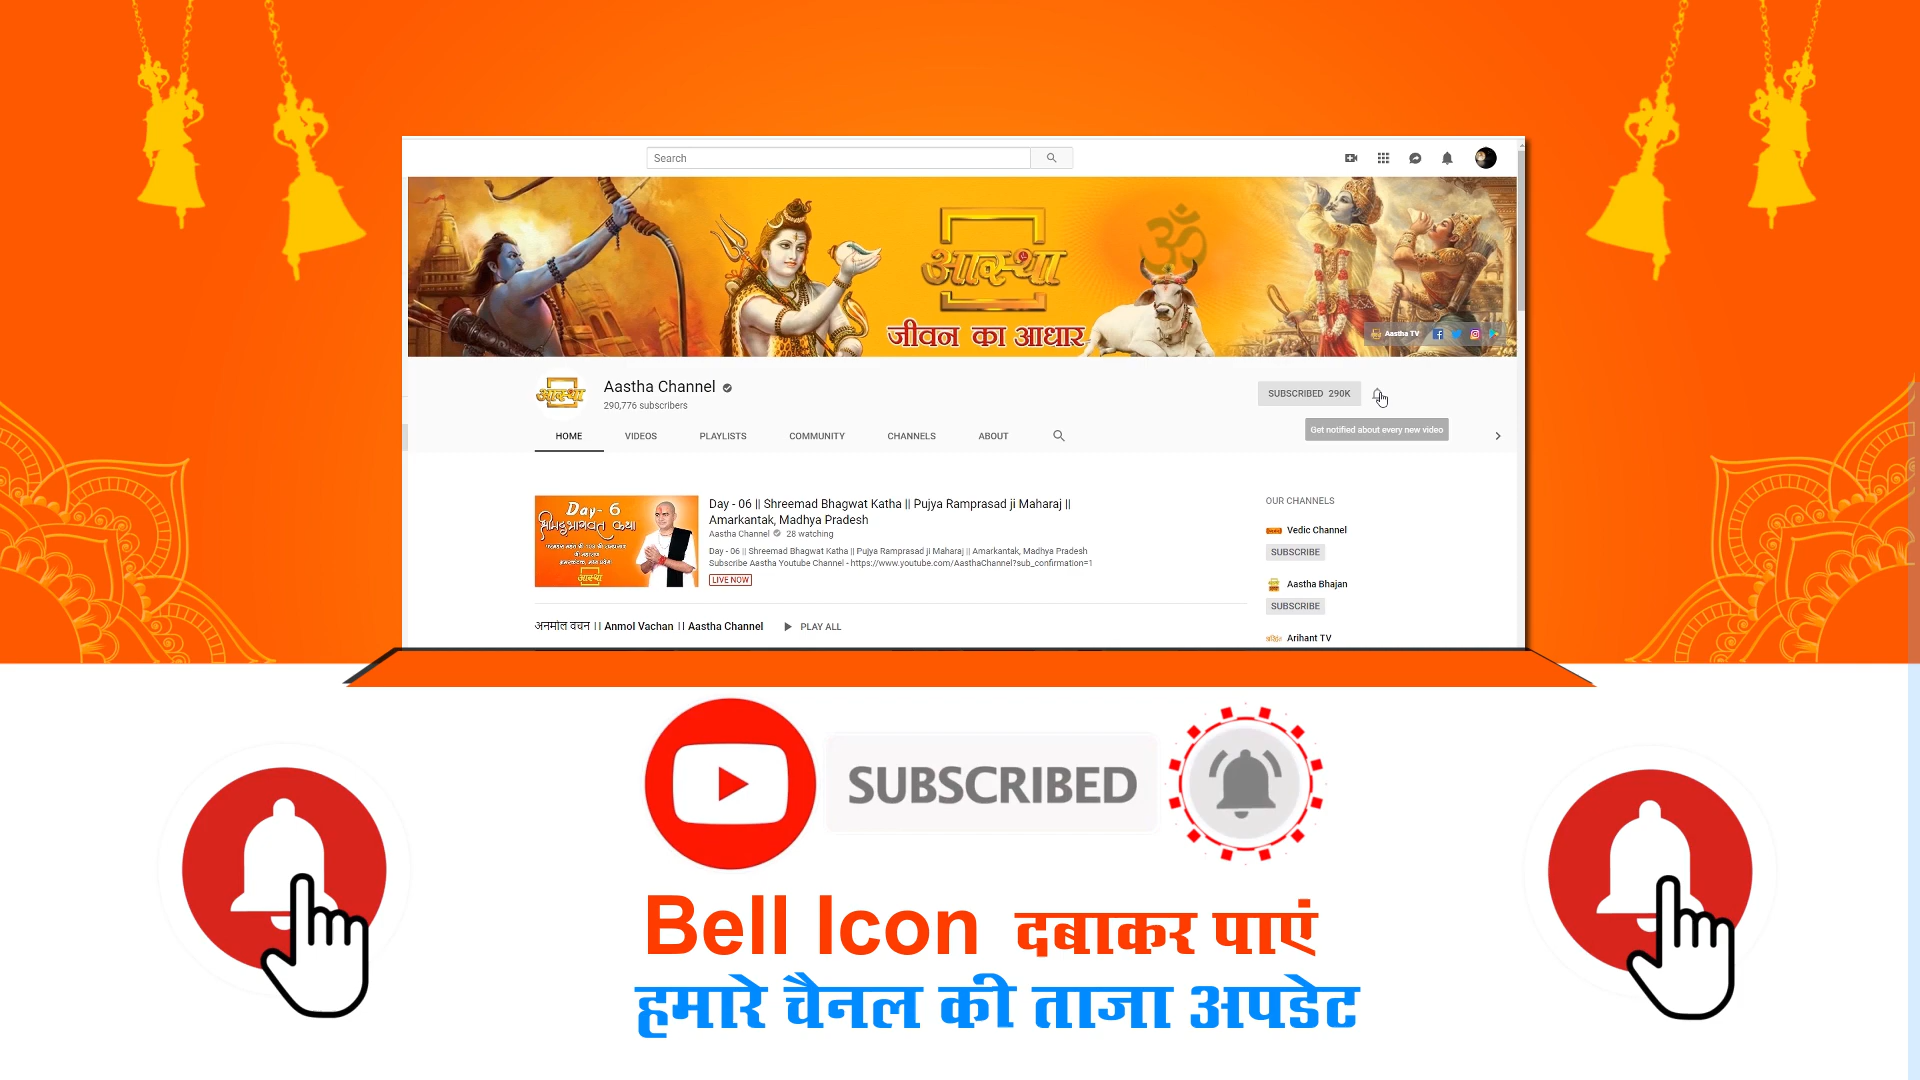 Search
आस्था
जीवन का आधार
Aastha TV
आस्था
Aastha Channel
290,776 subscribers
SUBSCRIBED 290K
Get notified about every new video
HOME VIDEOS PLAYLISTS COMMUNITY CHANNELS ABOUT
Day- 6
श्रीमद्भागवत कथा
आस्था
Day - 06 || Shreemad Bhagwat Katha || Pujya Ramprasad ji Maharaj ||
Amarkantak, Madhya Pradesh
Aastha Channel 28 watching
Day - 06 || Shreemad Bhagwat Katha || Pujya Ramprasad ji Maharaj || Amarkantak, Madhya Pradesh
Subscribe Aastha Youtube Channel - https://www.youtube.com/AasthaChannel?sub_confirmation=1
LIVE NOW
अनमोल वचन || Anmol Vachan || Aastha Channel PLAY ALL
OUR CHANNELS
Vedic Channel
SUBSCRIBE
Aastha Bhajan
SUBSCRIBE
Arihant TV
SUBSCRIBED
Bell Icon दबाकर पाएं
हमारे चैनल की ताजा अपडेट